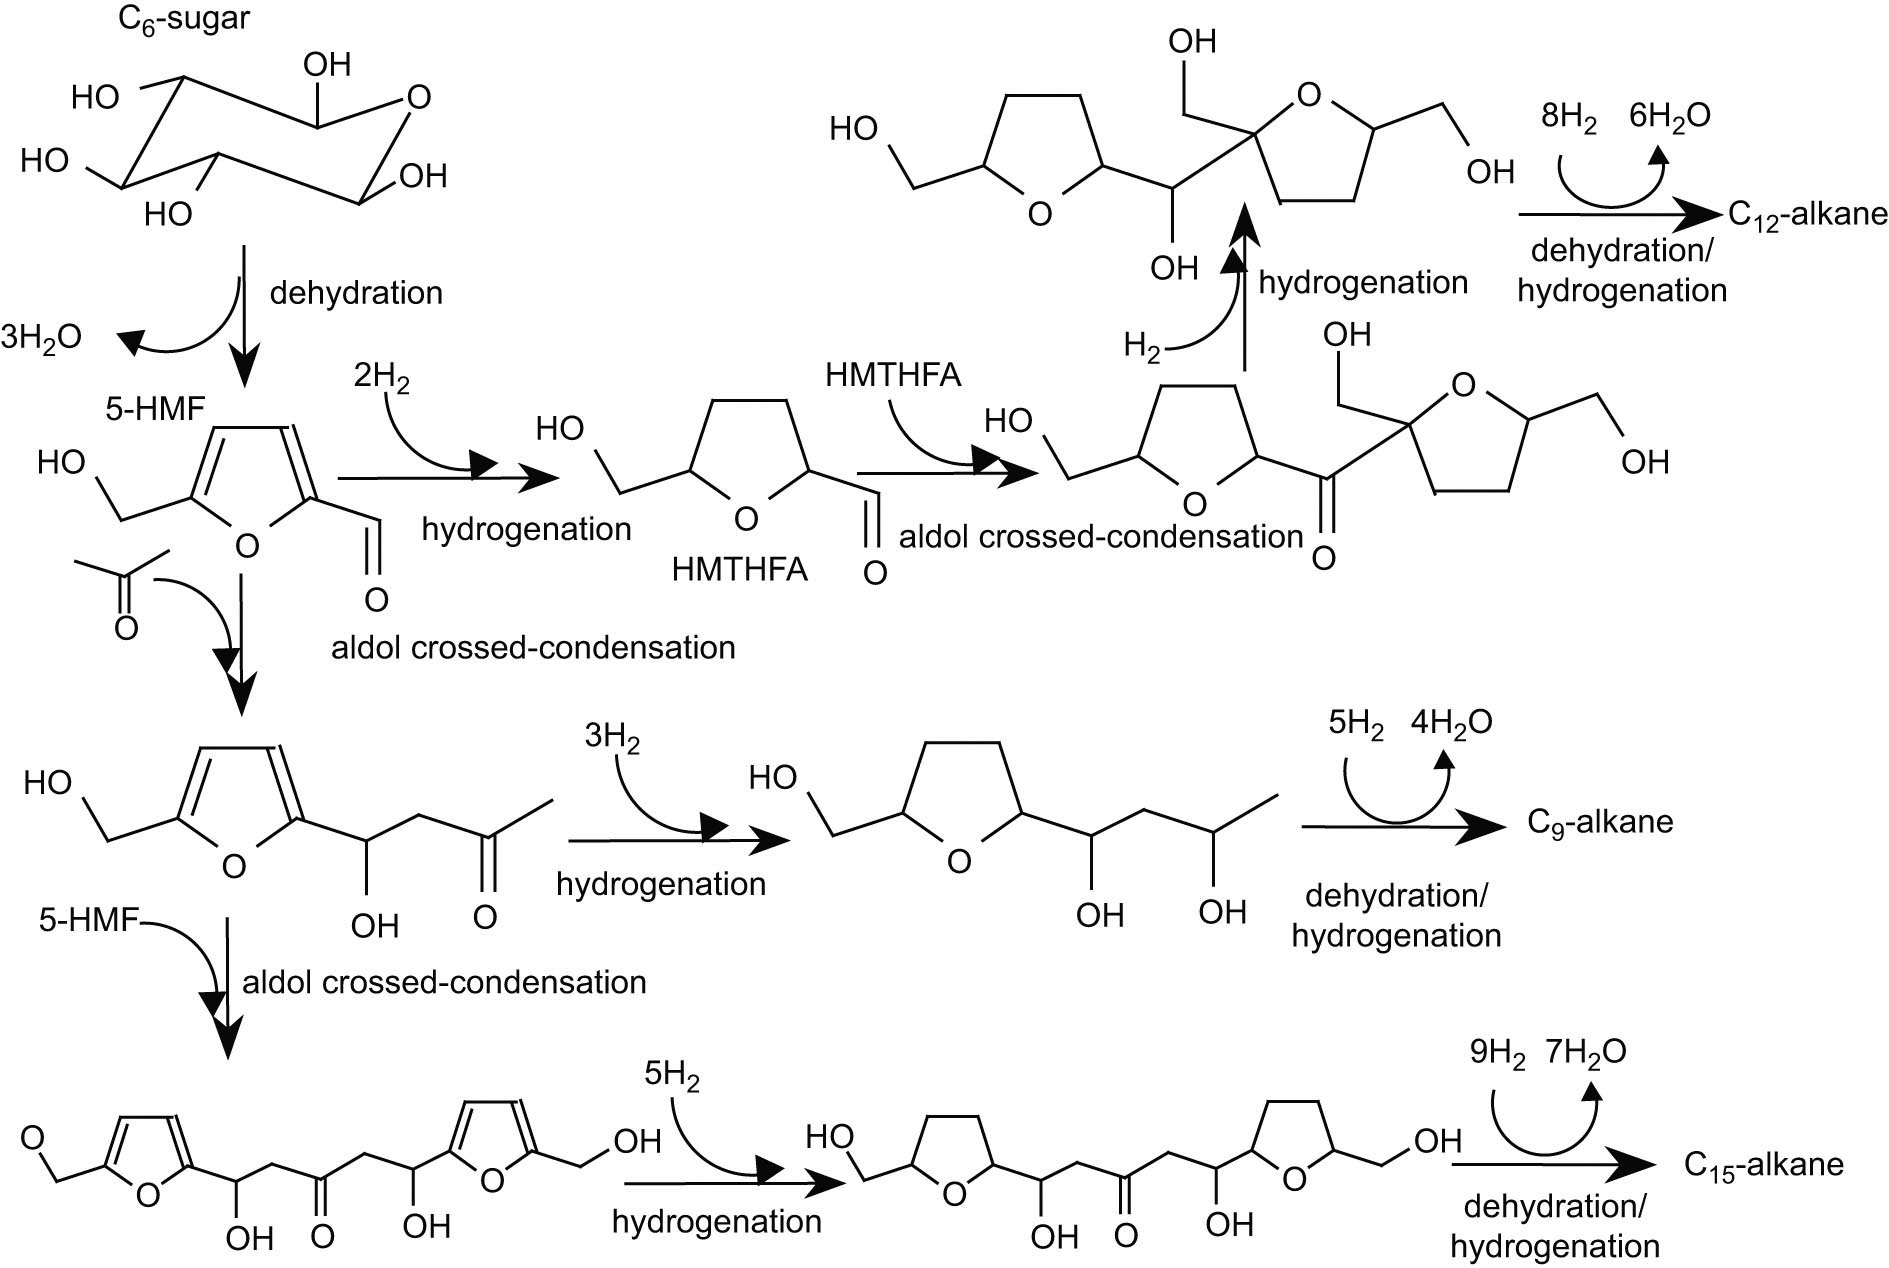 C6-sugar
OH
HO
O
HO
OH
HO
dehydration
3H2O
5-HMF
HO
O
O
2H2
hydrogenation
HO
O
O
HMTHFA
HMTHFA
aldol crossed-condensation
HO
O
O
OH
O
OH
H2
hydrogenation
HO
O
OH
OH
O
OH
8H2 6H2O
dehydration/
hydrogenation
C12-alkane
O
aldol crossed-condensation
HO
O
OH
O
3H2
hydrogenation
HO
O
OH
OH
5H2 4H2O
dehydration/
hydrogenation
C9-alkane
5-HMF
aldol crossed-condensation
O
O
OH
O
OH
O
OH
5H2
hydrogenation
HO
O
OH
O
OH
O
OH
9H2 7H2O
dehydration/
hydrogenation
C15-alkane